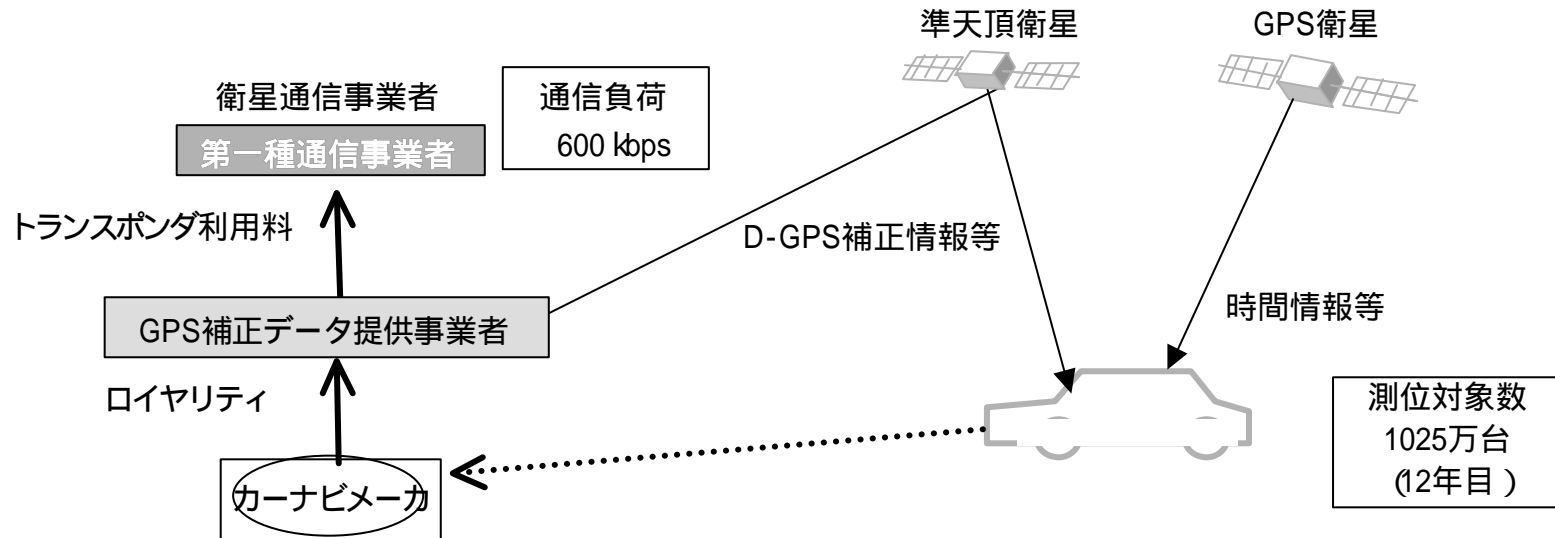 準天頂衛星
GPS衛星
衛星通信事業者
第一種通信事業者
通信負荷
600 kbps
トランスポンダ利用料
D-GPS補正情報等
時間情報等
GPS補正データ提供事業者
ロイヤリティ
カーナビメーカ
測位対象数
1025万台
(12年目)